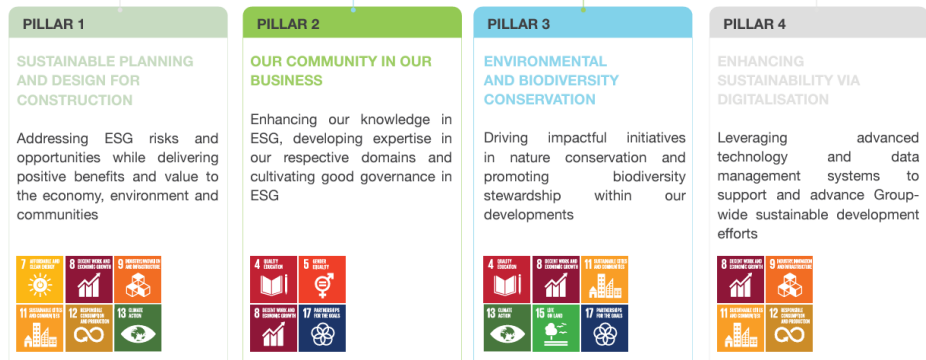 PILLAR 1
SUSTAINABLE PLANNING
AND DESIGN FOR
CONSTRUCTION
Addressing ESG risks and
opportunities while delivering
positive benefits and value to
the economy, environment and
communities
7 AFFORDABLE AND
CLEAN ENERGY
8 DECENT WORK AND
ECONOMIC GROWTH
9 INDUSTRY, INNOVATION
AND INFRASTRUCTURE
11 SUSTAINABLE CITIES
AND COMMUNITIES
12 RESPONSIBLE
CONSUMPTION
AND PRODUCTION
13 CLIMATE
ACTION
PILLAR 2
OUR COMMUNITY IN OUR
BUSINESS
Enhancing our knowledge in
ESG, developing expertise in
our respective domains and
cultivating good governance in
ESG
4 QUALITY
EDUCATION
5 GENDER
EQUALITY
8 DECENT WORK AND
ECONOMIC GROWTH
17 PARTNERSHIPS
FOR THE GOALS
PILLAR 3
ENVIRONMENTAL
AND BIODIVERSITY
CONSERVATION
Driving impactful initiatives
in nature conservation and
promoting biodiversity
stewardship within our
developments
4 QUALITY
EDUCATION
8 DECENT WORK AND
ECONOMIC GROWTH
11 SUSTAINABLE CITIES
AND COMMUNITIES
13 CLIMATE
ACTION
15 LIFE
ON LAND
17 PARTNERSHIPS
FOR THE GOALS
PILLAR 4
ENHANCING
SUSTAINABILITY VIA
DIGITALISATION
Leveraging advanced
technology and data
management systems to
support and advance Group-
wide sustainable development
efforts
8 DECENT WORK AND
ECONOMIC GROWTH
9 INDUSTRY, INNOVATION
AND INFRASTRUCTURE
11 SUSTAINABLE CITIES
AND COMMUNITIES
12 RESPONSIBLE
CONSUMPTION
AND PRODUCTION